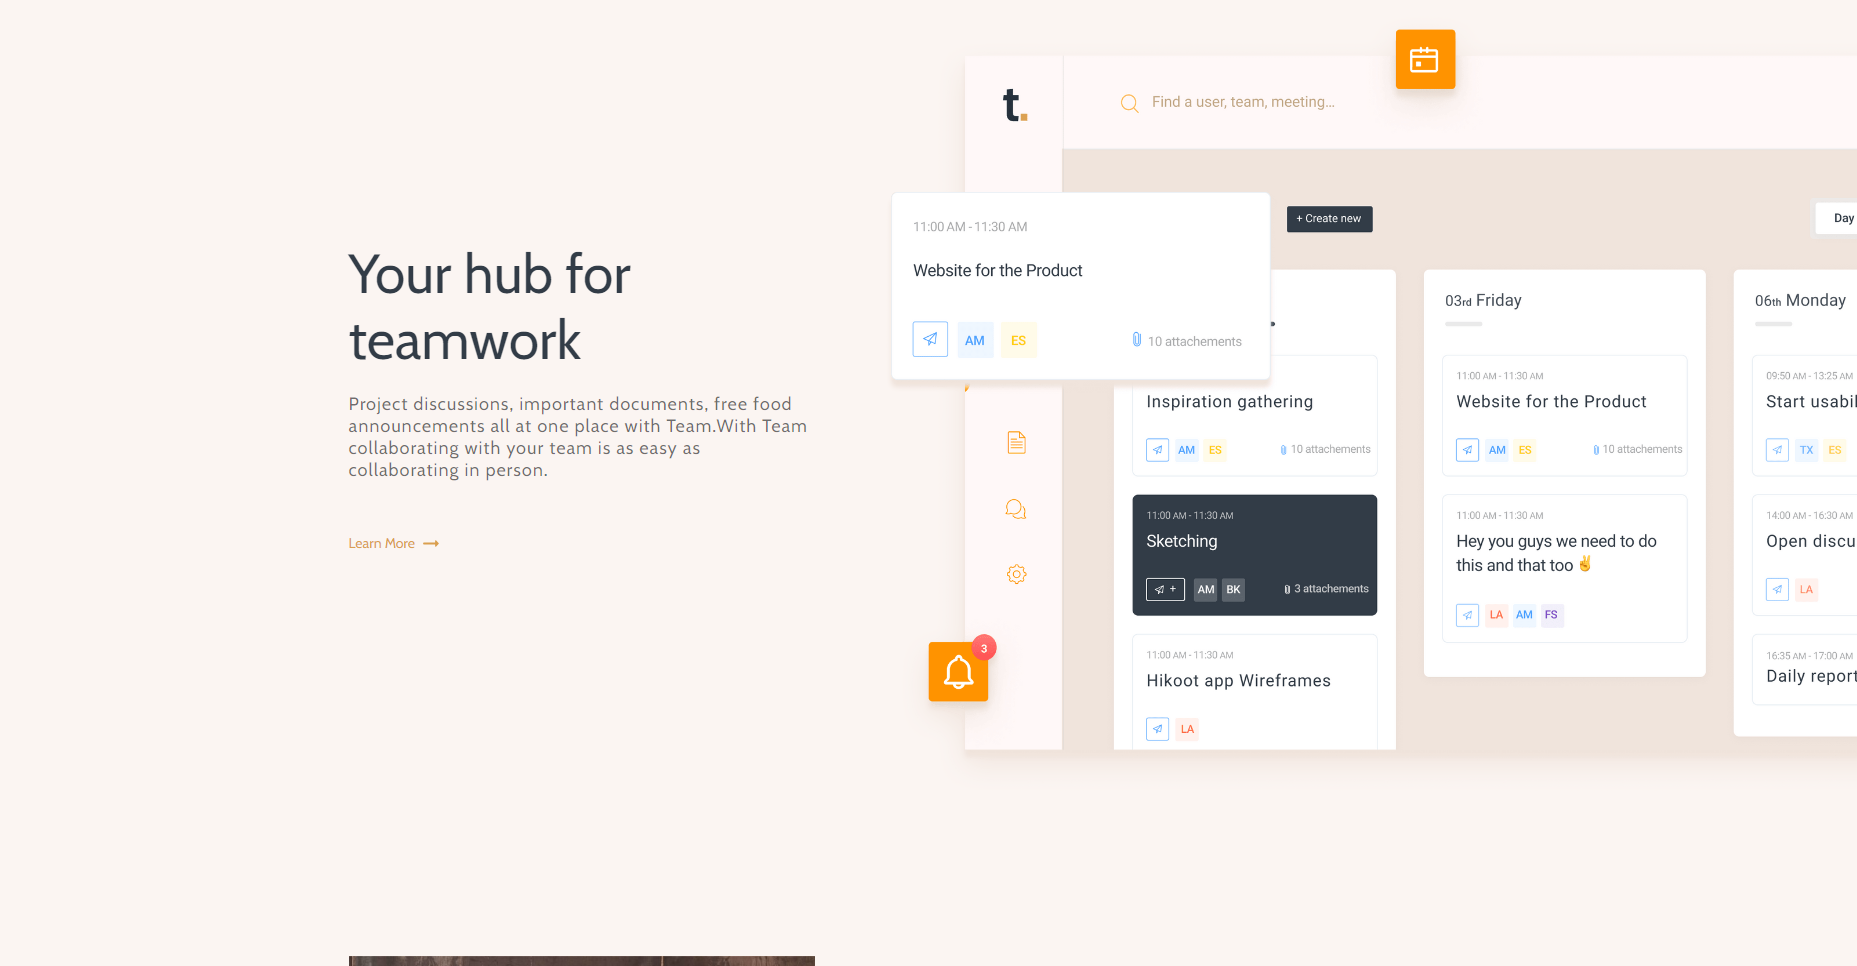 t.
Find a user, team, meeting...
11:00 AM - 11:30 AM
Website for the Product
AM ES 10 attachements
+ Create new
Day
Your hub for
teamwork
Project discussions, important documents, free food
announcements all at one place with Team.With Team
collaborating with your team is as easy as
collaborating in person.
Learn More
Inspiration gathering
AM ES 10 attachements
11:00 AM - 11:30 AM
Sketching
+ AM BK 3 attachements
11:00 AM - 11:30 AM
Hikoot app Wireframes
LA
03rd Friday
11:00 AM - 11:30 AM
Website for the Product
AM ES 10 attachements
11:00 AM - 11:30 AM
Hey you guys we need to do
this and that too ✌️
LA AM FS
06th Monday
09:50 AM - 13:25 AM
Start usabil
TX ES
14:00 AM - 16:30 AM
Open discu
LA
16:35 AM - 17:00 AM
Daily report
3